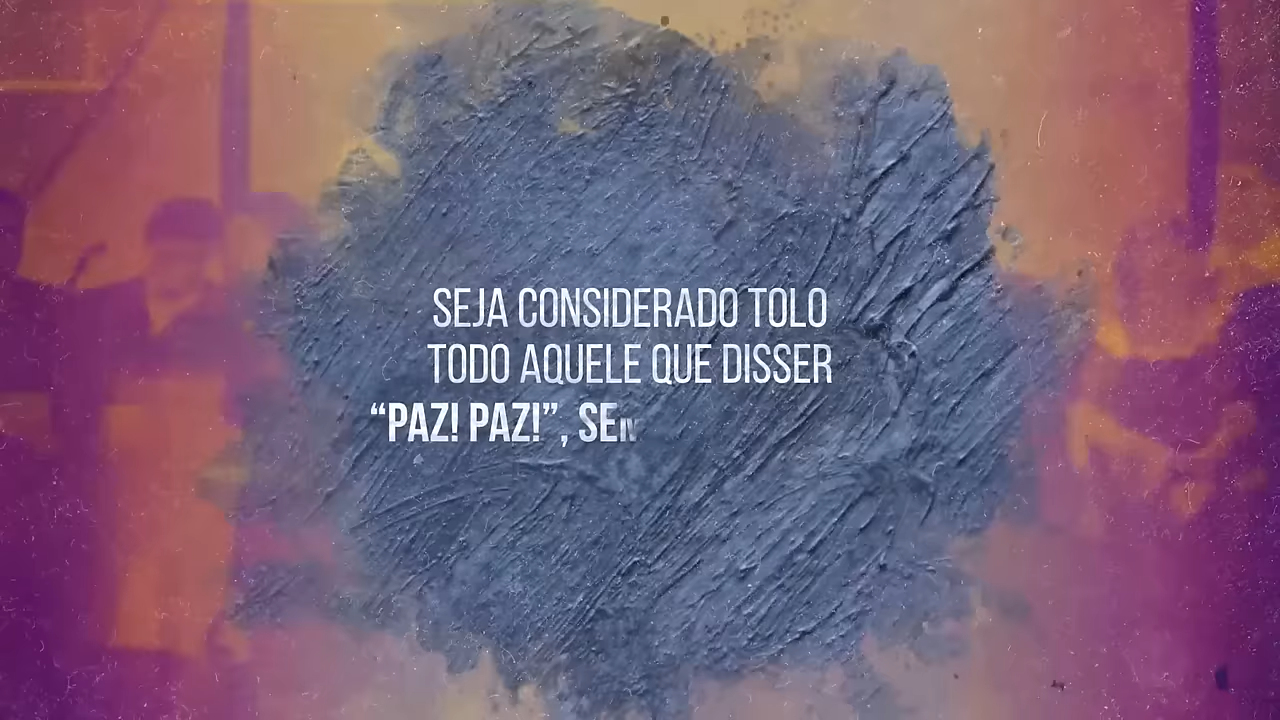 SEJA CONSIDERADO TOLO
TODO AQUELE QUE DISSER
“PAZ! PAZ!”,